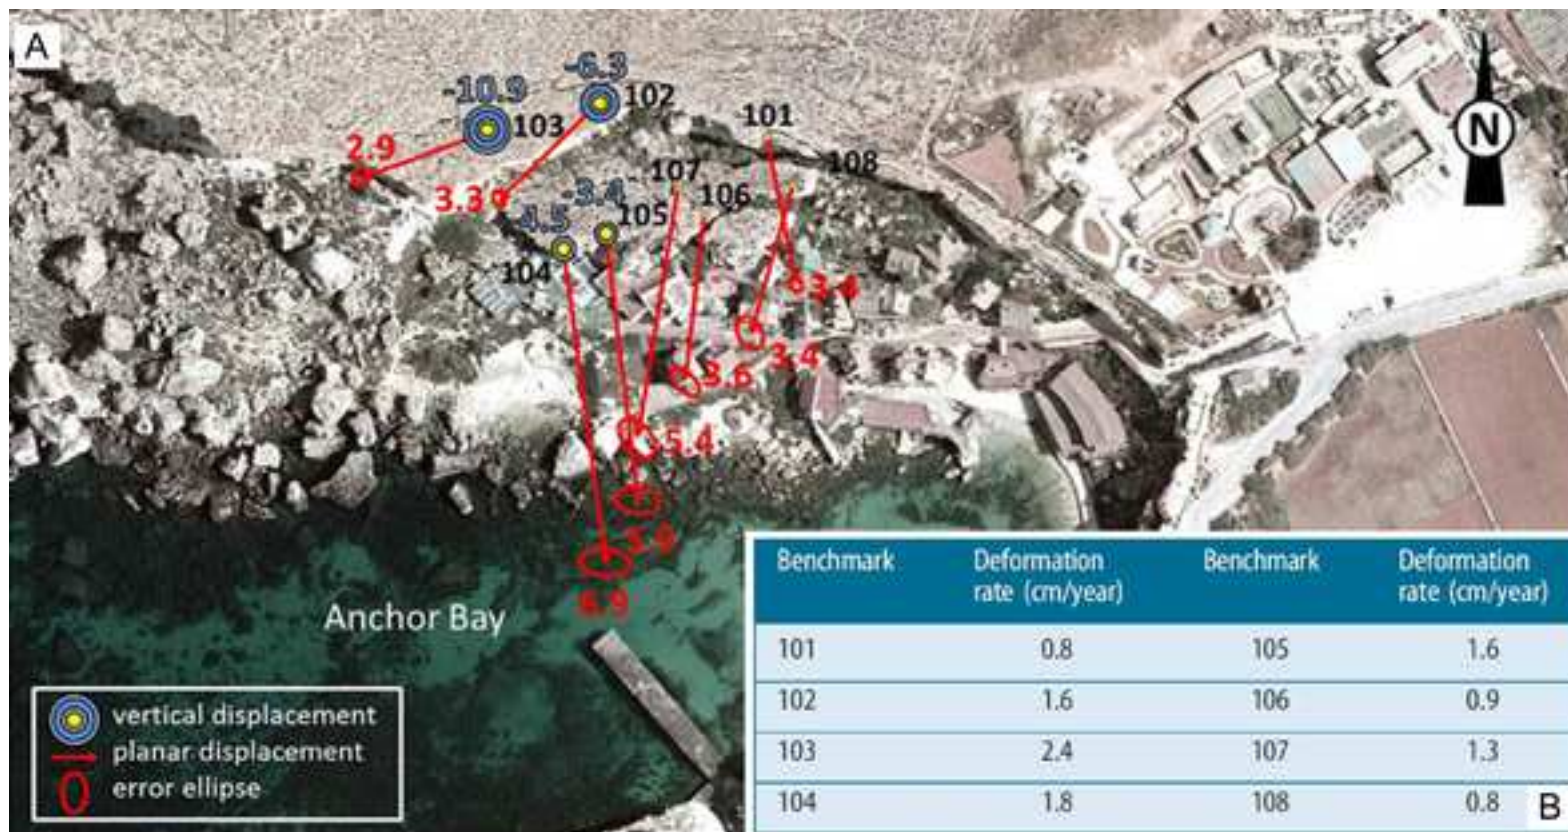 A
-10.9
-6.3
102
103
101
2.9
108
107
3.3
-3.4
106
-4.5
105
104
3.4
3.4
3.6
5.4
N
Anchor Bay
vertical displacement
planar displacement
error ellipse
Benchmark Deformation rate (cm/year) Benchmark Deformation rate (cm/year)
101 0.8 105 1.6
102 1.6 106 0.9
103 2.4 107 1.3
104 1.8 108 0.8
B